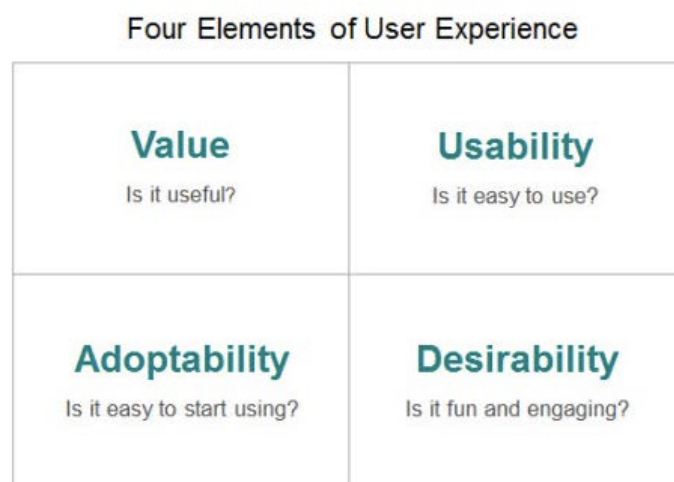 Four Elements of User Experience
Value
Is it useful?
Usability
Is it easy to use?
Adoptability
Is it easy to start using?
Desirability
Is it fun and engaging?